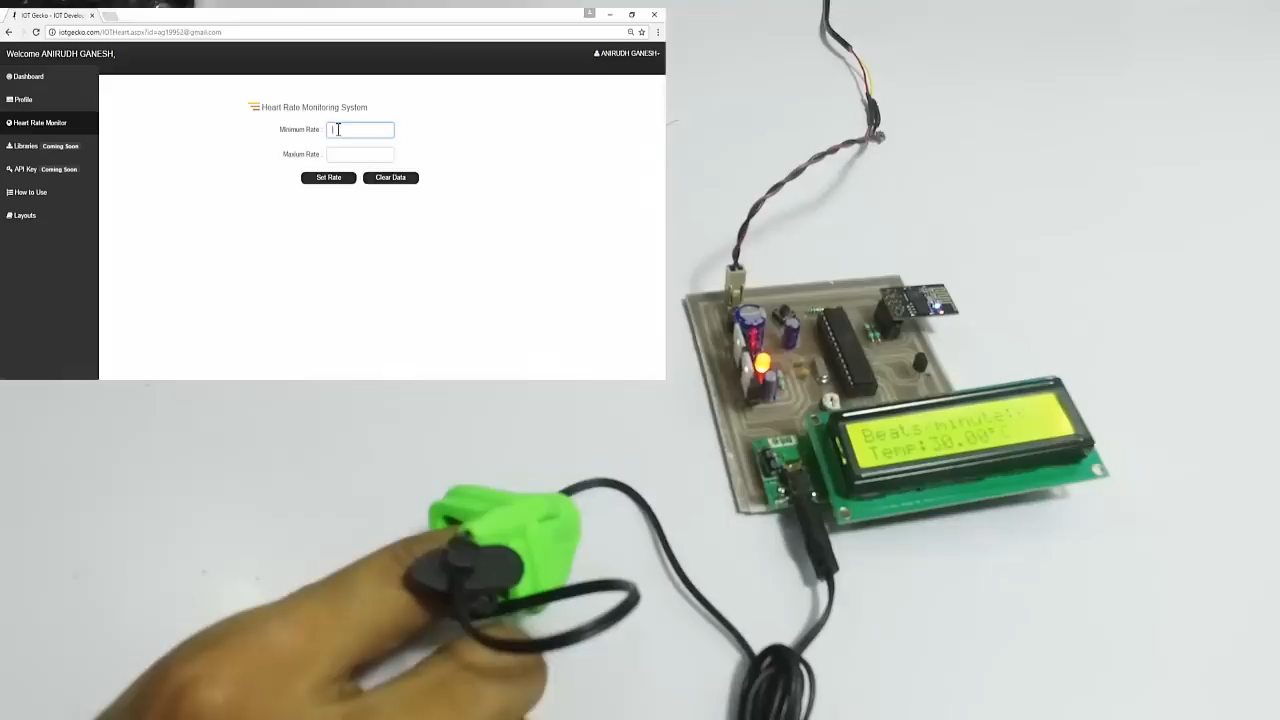 IOT Gecko - IOT Develop
iotgecko.com/IOTHeart.aspx?id=ag19952@gmail.com
Welcome ANIRUDH GANESH,
ANIRUDH GANESH
Dashboard
Profile
Heart Rate Monitor
Libraries Coming Soon
API Key Coming Soon
How to Use
Layouts
Heart Rate Monitoring System
Minimum Rate :
Maxium Rate :
Set Rate
Clear Data
Beats minute:
Temp:30.00°C